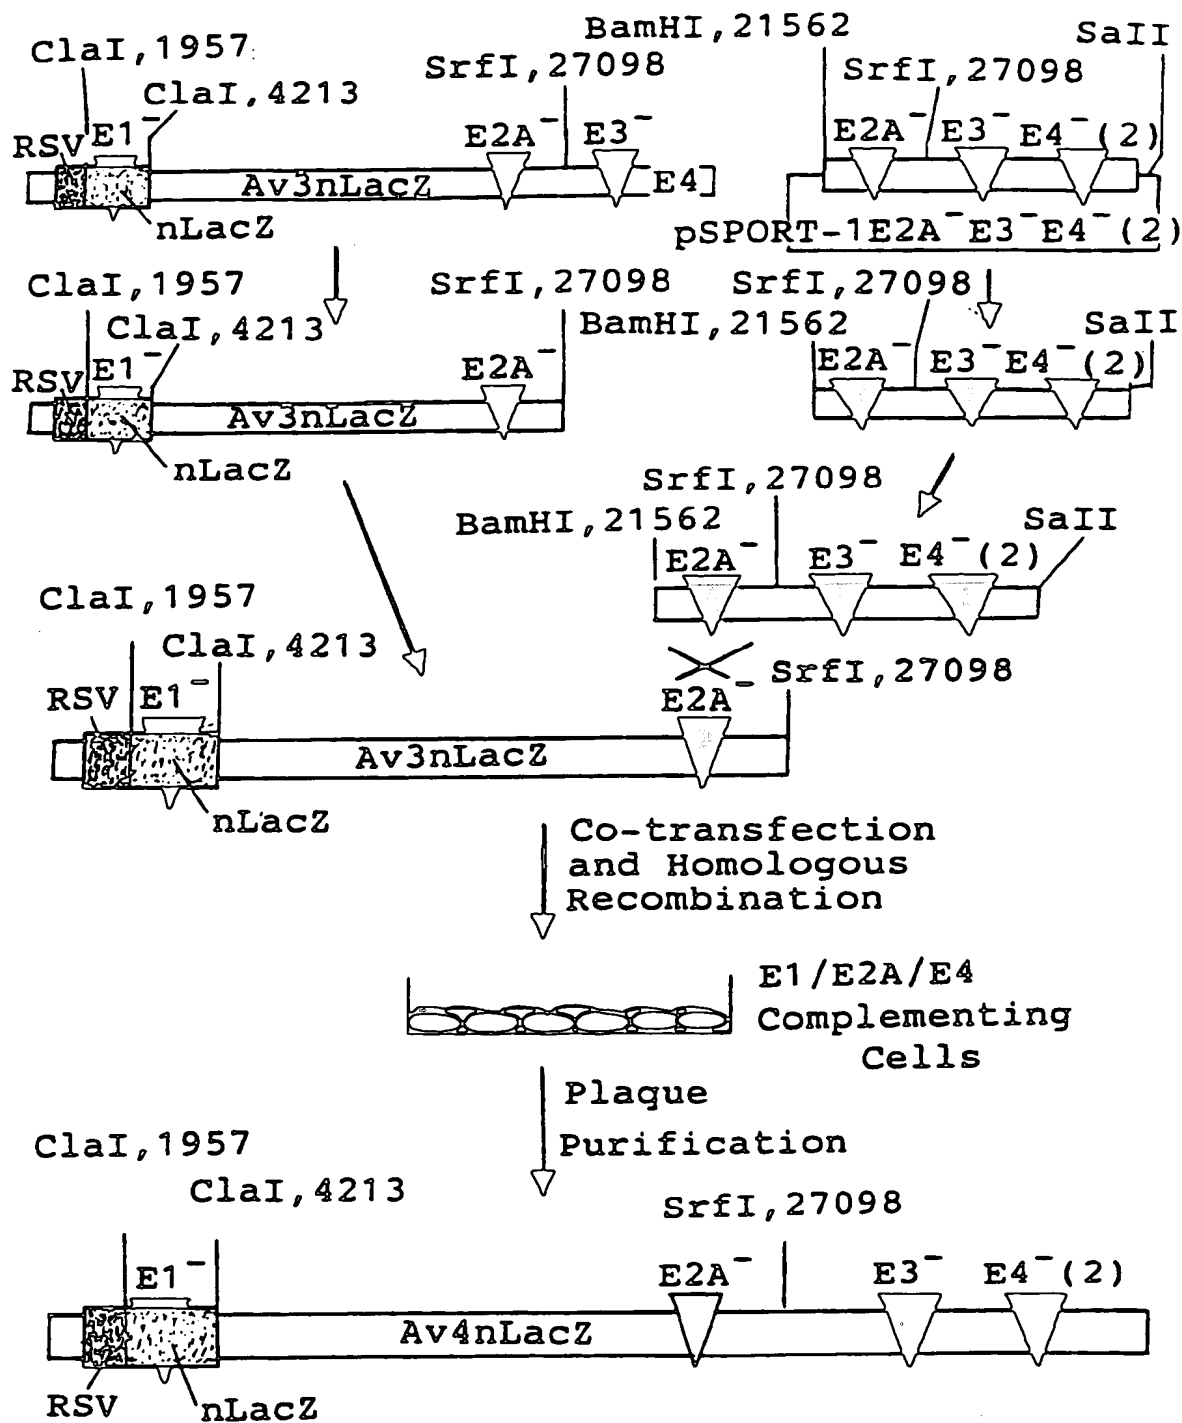 BamHI, 21562
SaII
ClaI, 1957
SrfI, 27098
SrfI, 27098
ClaI, 4213
E1-
RSV
E2A-
E3-
E2A-
E3-
E4-(2)
Av3nLacZ
E4
nLacZ
pSPORT-1E2A-E3-E4-(2)
ClaI, 1957
SrfI, 27098
SrfI, 27098
ClaI, 4213
BamHI, 21562
SaII
E1-
RSV
E2A-
E2A-
E3-
E4-(2)
Av3nLacZ
nLacZ
SrfI, 27098
BamHI, 21562
SaII
E2A-
E3-
E4-(2)
ClaI, 1957
ClaI, 4213
SrfI, 27098
RSV
E1-
E2A-
Av3nLacZ
nLacZ
Co-transfection
and Homologous
Recombination
E1/E2A/E4
Complementing
Cells
Plaque
Purification
ClaI, 1957
ClaI, 4213
SrfI, 27098
E1-
E2A-
E3-
E4-(2)
Av4nLacZ
RSV
nLacZ